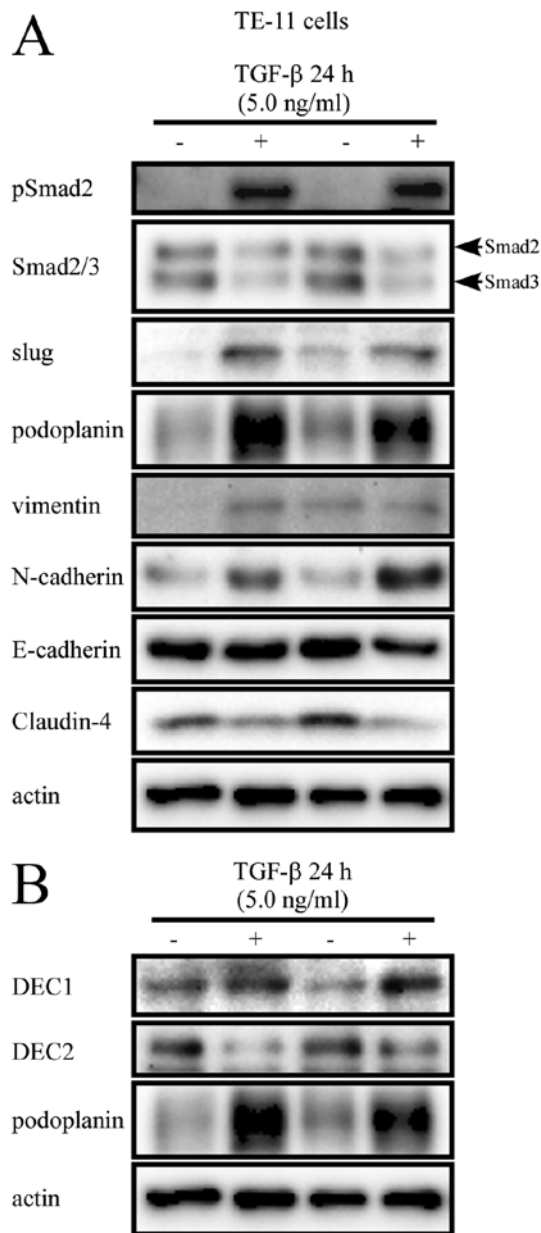 A
TE-11 cells
TGF-β 24 h
(5.0 ng/ml)
- + - +
pSmad2
Smad2/3
Smad2
Smad3
slug
podoplanin
vimentin
N-cadherin
E-cadherin
Claudin-4
actin
B
TGF-β 24 h
(5.0 ng/ml)
- + - +
DEC1
DEC2
podoplanin
actin